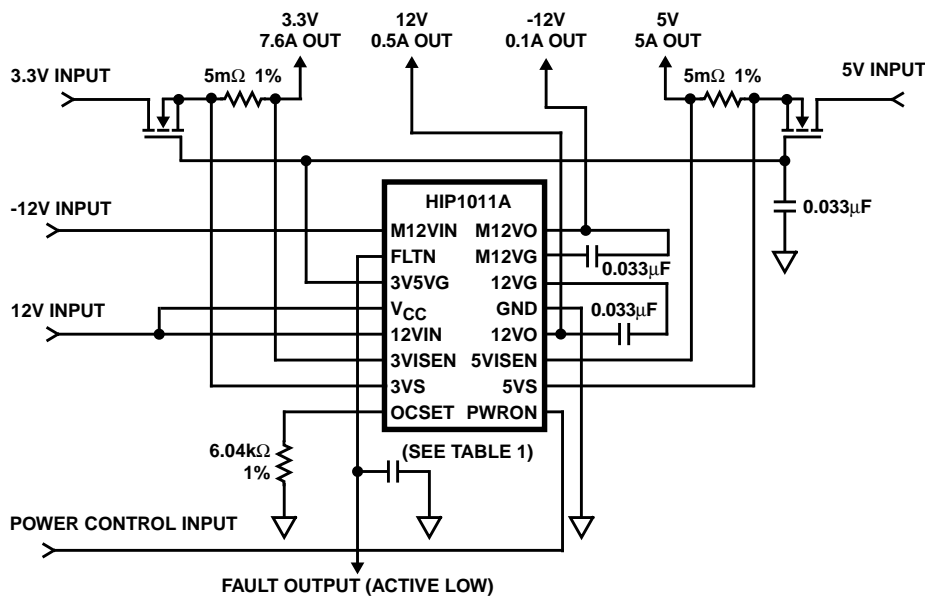 3.3V
7.6A OUT
12V
0.5A OUT
-12V
0.1A OUT
5V
5A OUT
3.3V INPUT
5mΩ 1%
5mΩ 1%
5V INPUT
HIP1011A
0.033µF
-12V INPUT
M12VIN
M12VO
FLTN
M12VG
0.033µF
3V5VG
12VG
12V INPUT
VCC
GND
0.033µF
12VIN
12VO
3VISEN
5VISEN
3VS
5VS
OCSET
PWRON
6.04kΩ
1%
(SEE TABLE 1)
POWER CONTROL INPUT
FAULT OUTPUT (ACTIVE LOW)